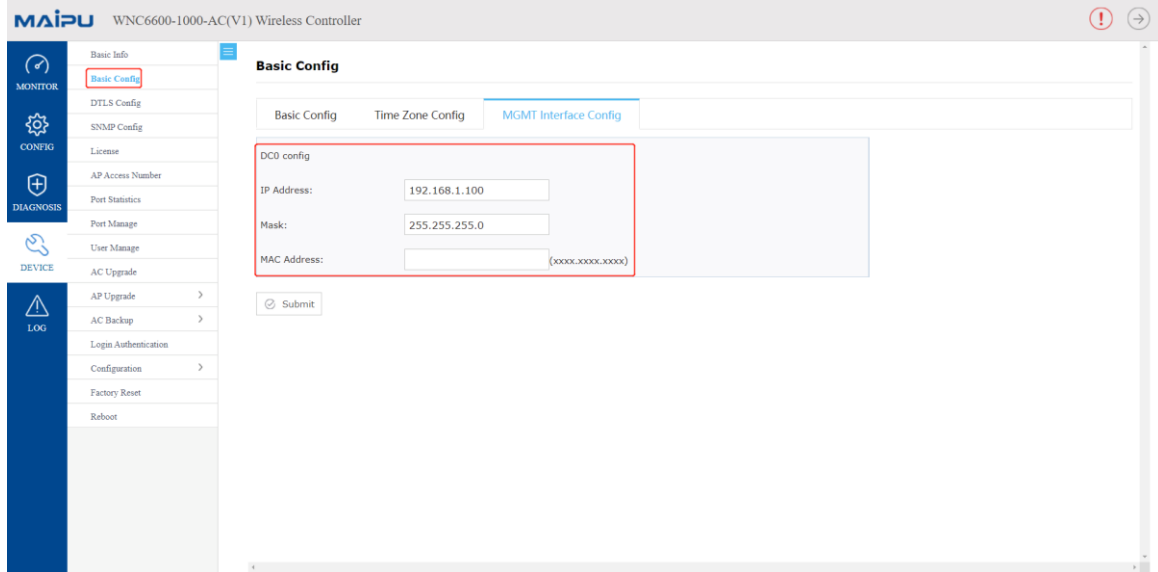 MAIPU WNC6600-1000-AC(V1) Wireless Controller
MONITOR
CONFIG
DIAGNOSIS
DEVICE
LOG
Basic Info
Basic Config
DTLS Config
SNMP Config
License
AP Access Number
Port Statistics
Port Manage
User Manage
AC Upgrade
AP Upgrade
AC Backup
Login Authentication
Configuration
Factory Reset
Reboot
Basic Config
Basic Config Time Zone Config MGMT Interface Config
DC0 config
IP Address: 192.168.1.100
Mask: 255.255.255.0
MAC Address: (xxxx.xxxx.xxxx)
Submit